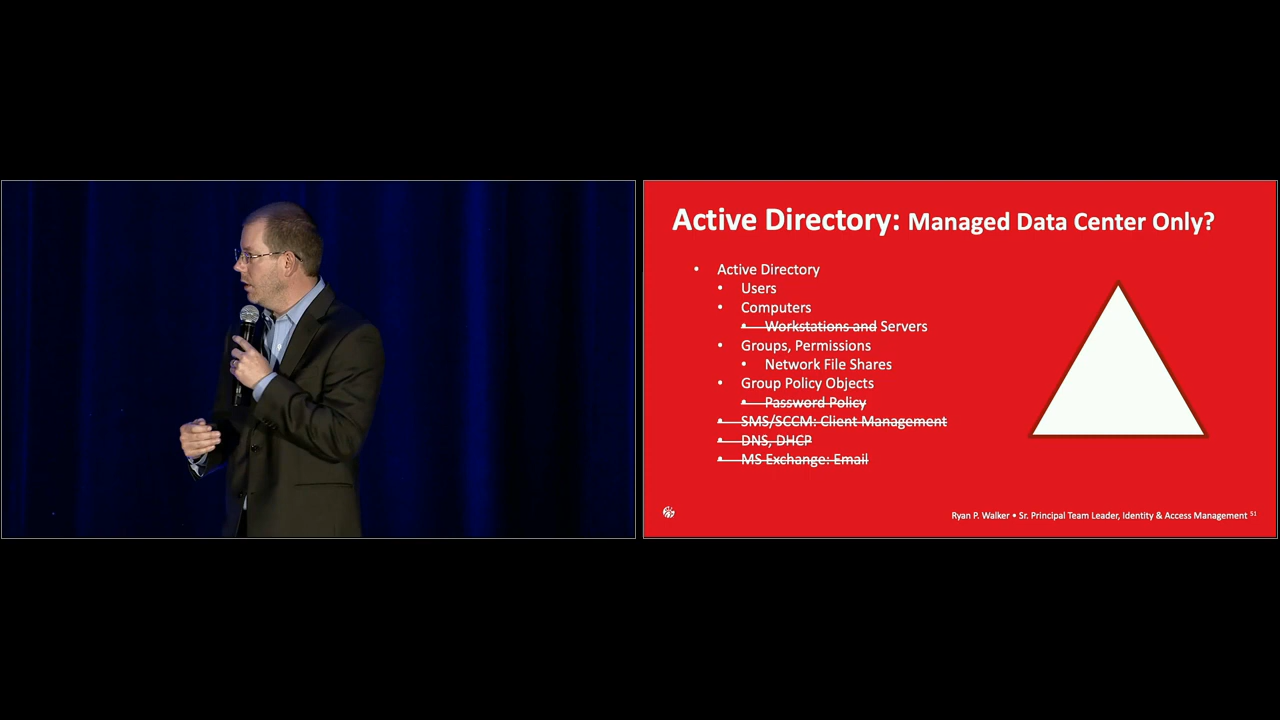 Active Directory: Managed Data Center Only?
• Active Directory
• Users
• Computers
• Workstations and Servers
• Groups, Permissions
• Network File Shares
• Group Policy Objects
• Password Policy
• SMS/SCCM: Client Management
• DNS, DHCP
• MS Exchange: Email
Ryan P. Walker • Sr. Principal Team Leader, Identity & Access Management 51